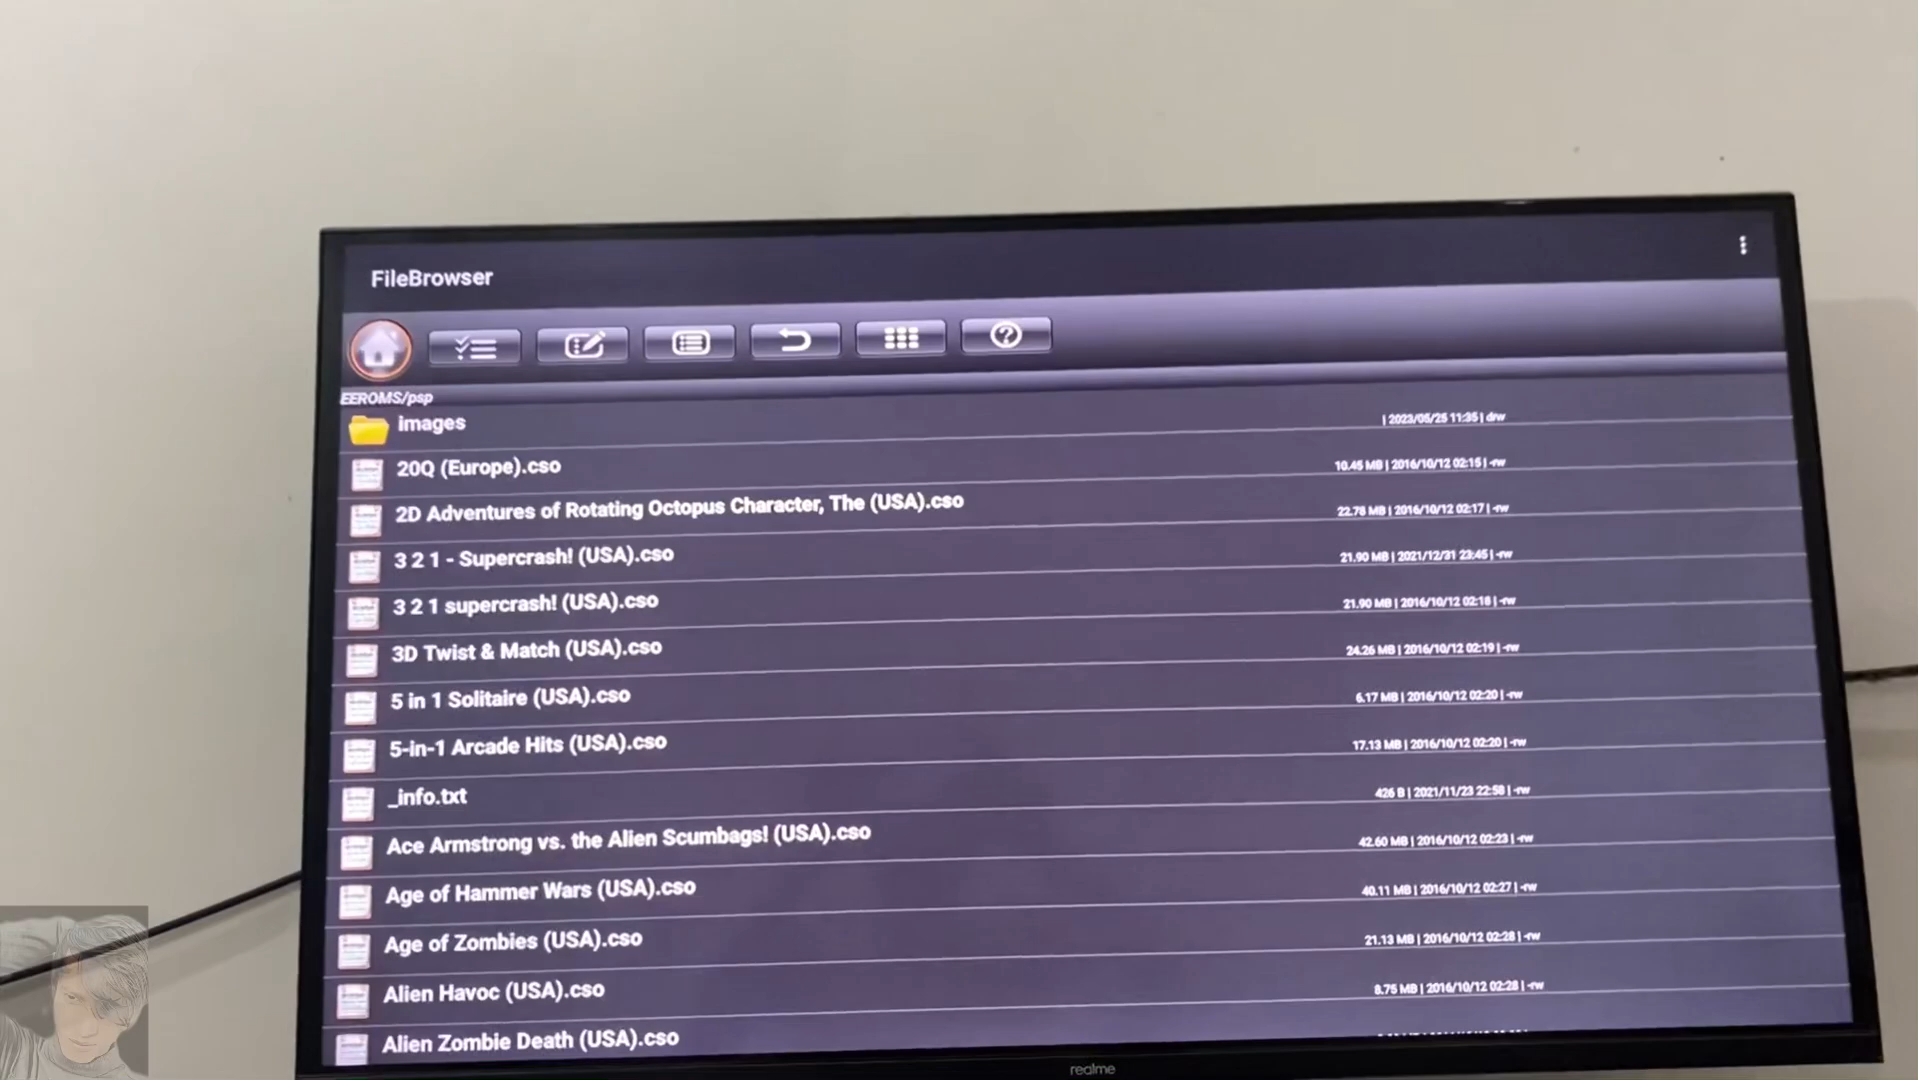 FileBrowser
EEROMS/psp
images | 2023/05/25 11:35 | drw
20Q (Europe).cso 10.45 MB | 2016/10/12 02:15 | -rw
2D Adventures of Rotating Octopus Character, The (USA).cso 22.78 MB | 2016/10/12 02:17 | -rw
3 2 1 - Supercrash! (USA).cso 21.90 MB | 2021/12/31 23:45 | -rw
3 2 1 supercrash! (USA).cso 21.90 MB | 2016/10/12 02:18 | -rw
3D Twist & Match (USA).cso 24.26 MB | 2016/10/12 02:19 | -rw
5 in 1 Solitaire (USA).cso 6.17 MB | 2016/10/12 02:20 | -rw
5-in-1 Arcade Hits (USA).cso 17.13 MB | 2016/10/12 02:20 | -rw
_info.txt 426 B | 2021/11/23 22:58 | -rw
Ace Armstrong vs. the Alien Scumbags! (USA).cso 42.60 MB | 2016/10/12 02:23 | -rw
Age of Hammer Wars (USA).cso 40.11 MB | 2016/10/12 02:27 | -rw
Age of Zombies (USA).cso 21.13 MB | 2016/10/12 02:28 | -rw
Alien Havoc (USA).cso 8.75 MB | 2016/10/12 02:28 | -rw
Alien Zombie Death (USA).cso
realme